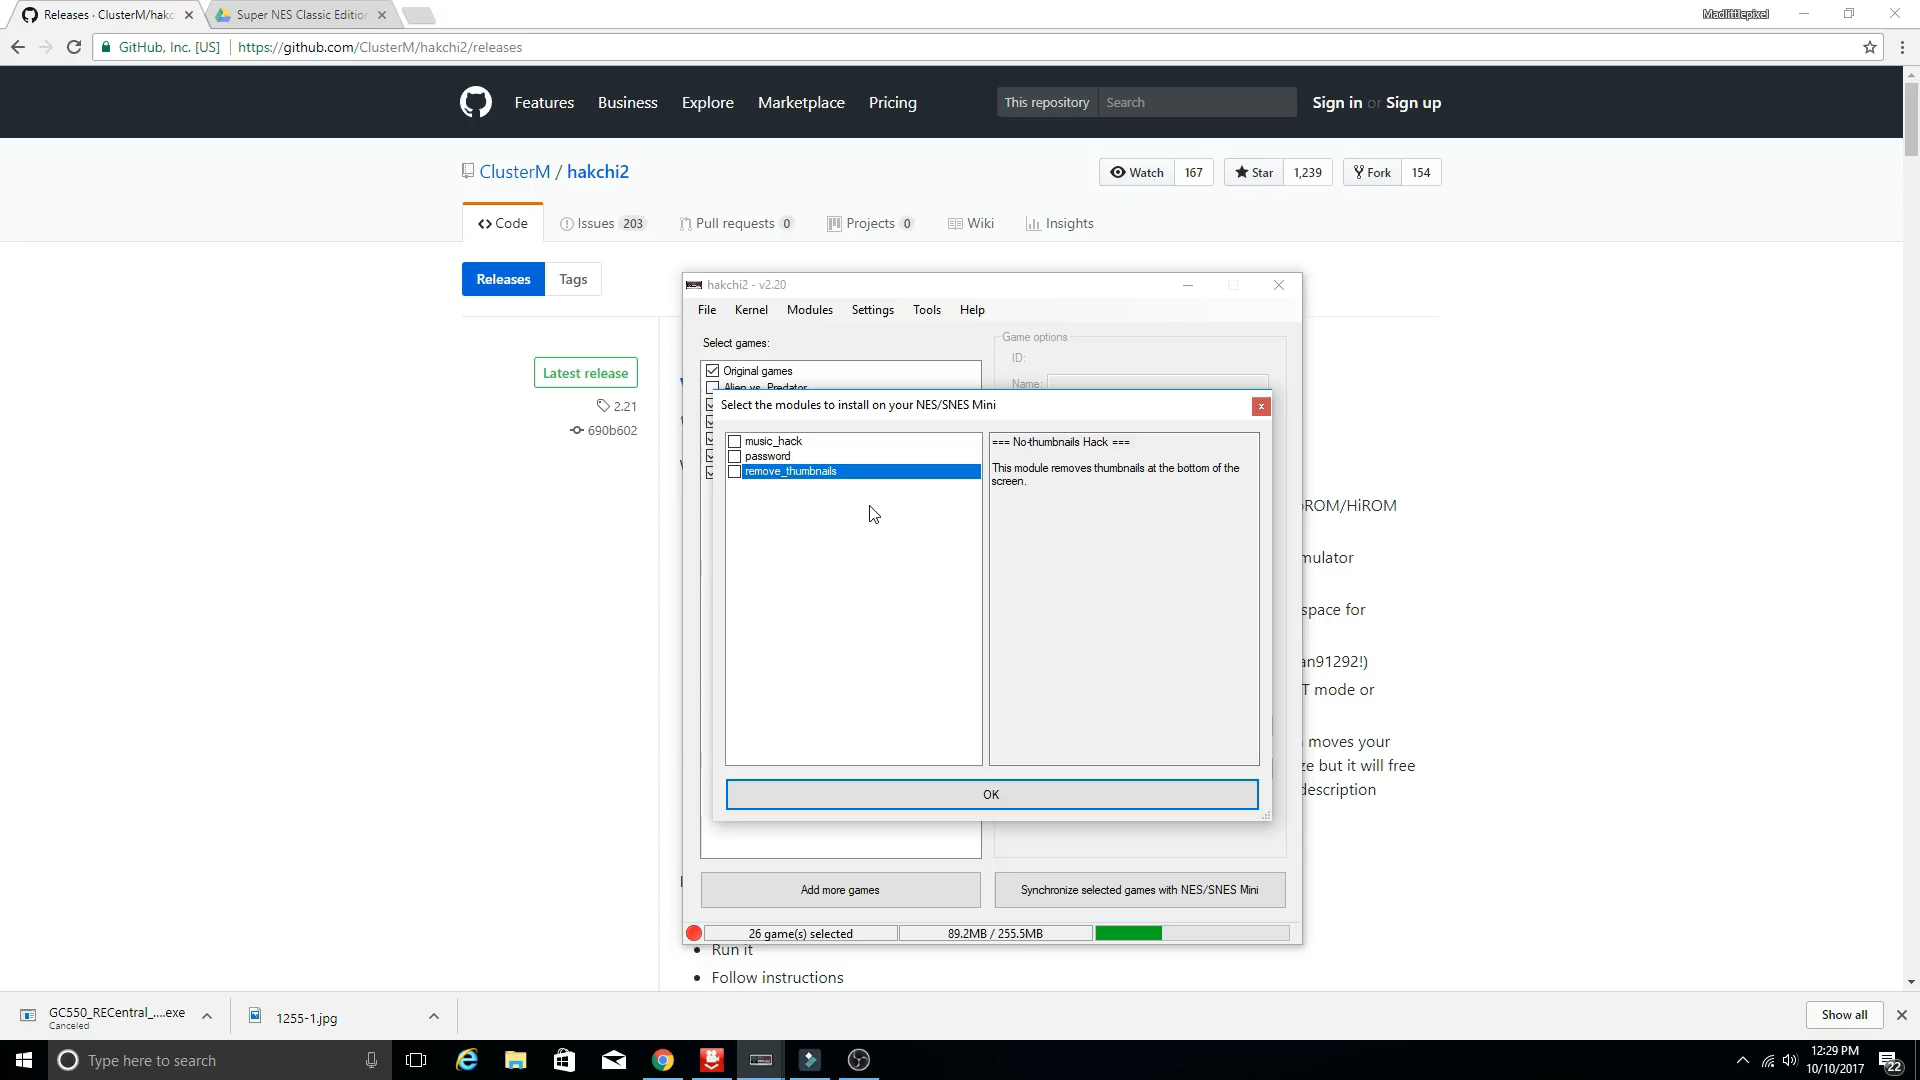 Releases · ClusterM/hakc
Super NES Classic Edition
Madlittlepixel
GitHub, Inc. [US]
https://github.com/ClusterM/hakchi2/releases
Features
Business
Explore
Marketplace
Pricing
This repository
Search
Sign in or Sign up
ClusterM / hakchi2
Watch 167
Star 1,239
Fork 154
Code
Issues 203
Pull requests 0
Projects 0
Wiki
Insights
Releases
Tags
Latest release
2.21
690b602
hakchi2 - v2.20
File
Kernel
Modules
Settings
Tools
Help
Select games:
Original games
Alien vs. Predator
Game options
ID:
Name:
Select the modules to install on your NES/SNES Mini
x
music_hack
password
remove_thumbnails
=== No-thumbnails Hack ===
This module removes thumbnails at the bottom of the
screen.
OK
oROM/HiROM
mulator
space for
an91292!)
T mode or
moves your
ze but it will free
description
Add more games
Synchronize selected games with NES/SNES Mini
26 game(s) selected
89.2MB / 255.5MB
Run it
Follow instructions
GC550_RECentral_....exe
Canceled
1255-1.jpg
Show all
Type here to search
12:29 PM
10/10/2017
22